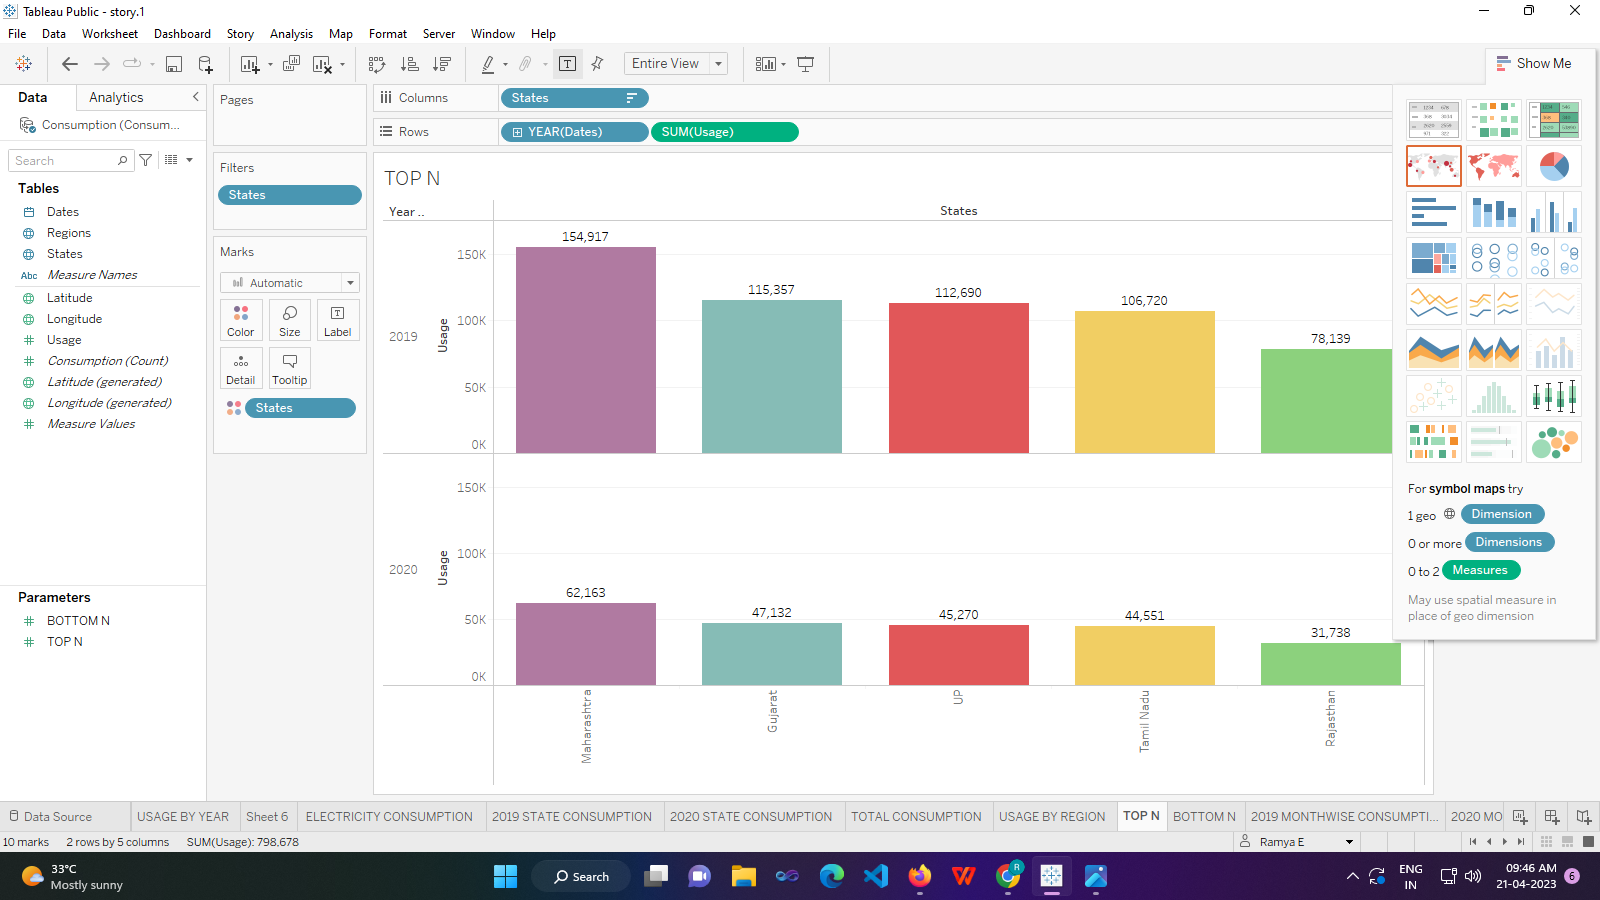 Tableau Public - story.1
File Data Worksheet Dashboard Story Analysis Map Format Server Window Help
Entire View
Show Me
Data Analytics
Consumption (Consum...
Search
Tables
Dates
Regions
States
Abc Measure Names
Latitude
Longitude
Usage
Consumption (Count)
Latitude (generated)
Longitude (generated)
Measure Values
Parameters
BOTTOM N
TOP N
Pages
Filters
States
Marks
Automatic
Color Size Label
Detail Tooltip
States
Columns States
Rows YEAR(Dates) SUM(Usage)
TOP N
Year .. States
154,917
150K
115,357
112,690
106,720
100K
78,139
2019
Usage
50K
0K
150K
100K
2020
Usage
62,163
47,132
45,270
44,551
50K
31,738
0K
Maharashtra
Gujarat
UP
Tamil Nadu
Rajasthan
For symbol maps try
1 geo Dimension
0 or more Dimensions
0 to 2 Measures
May use spatial measure in
place of geo dimension
Data Source USAGE BY YEAR Sheet 6 ELECTRICITY CONSUMPTION 2019 STATE CONSUMPTION 2020 STATE CONSUMPTION TOTAL CONSUMPTION USAGE BY REGION TOP N BOTTOM N 2019 MONTHWISE CONSUMPTI... 2020 MO
10 marks 2 rows by 5 columns SUM(Usage): 798,678
Ramya E
33°C
Mostly sunny
Search
R
ENG
IN
09:46 AM
21-04-2023
6